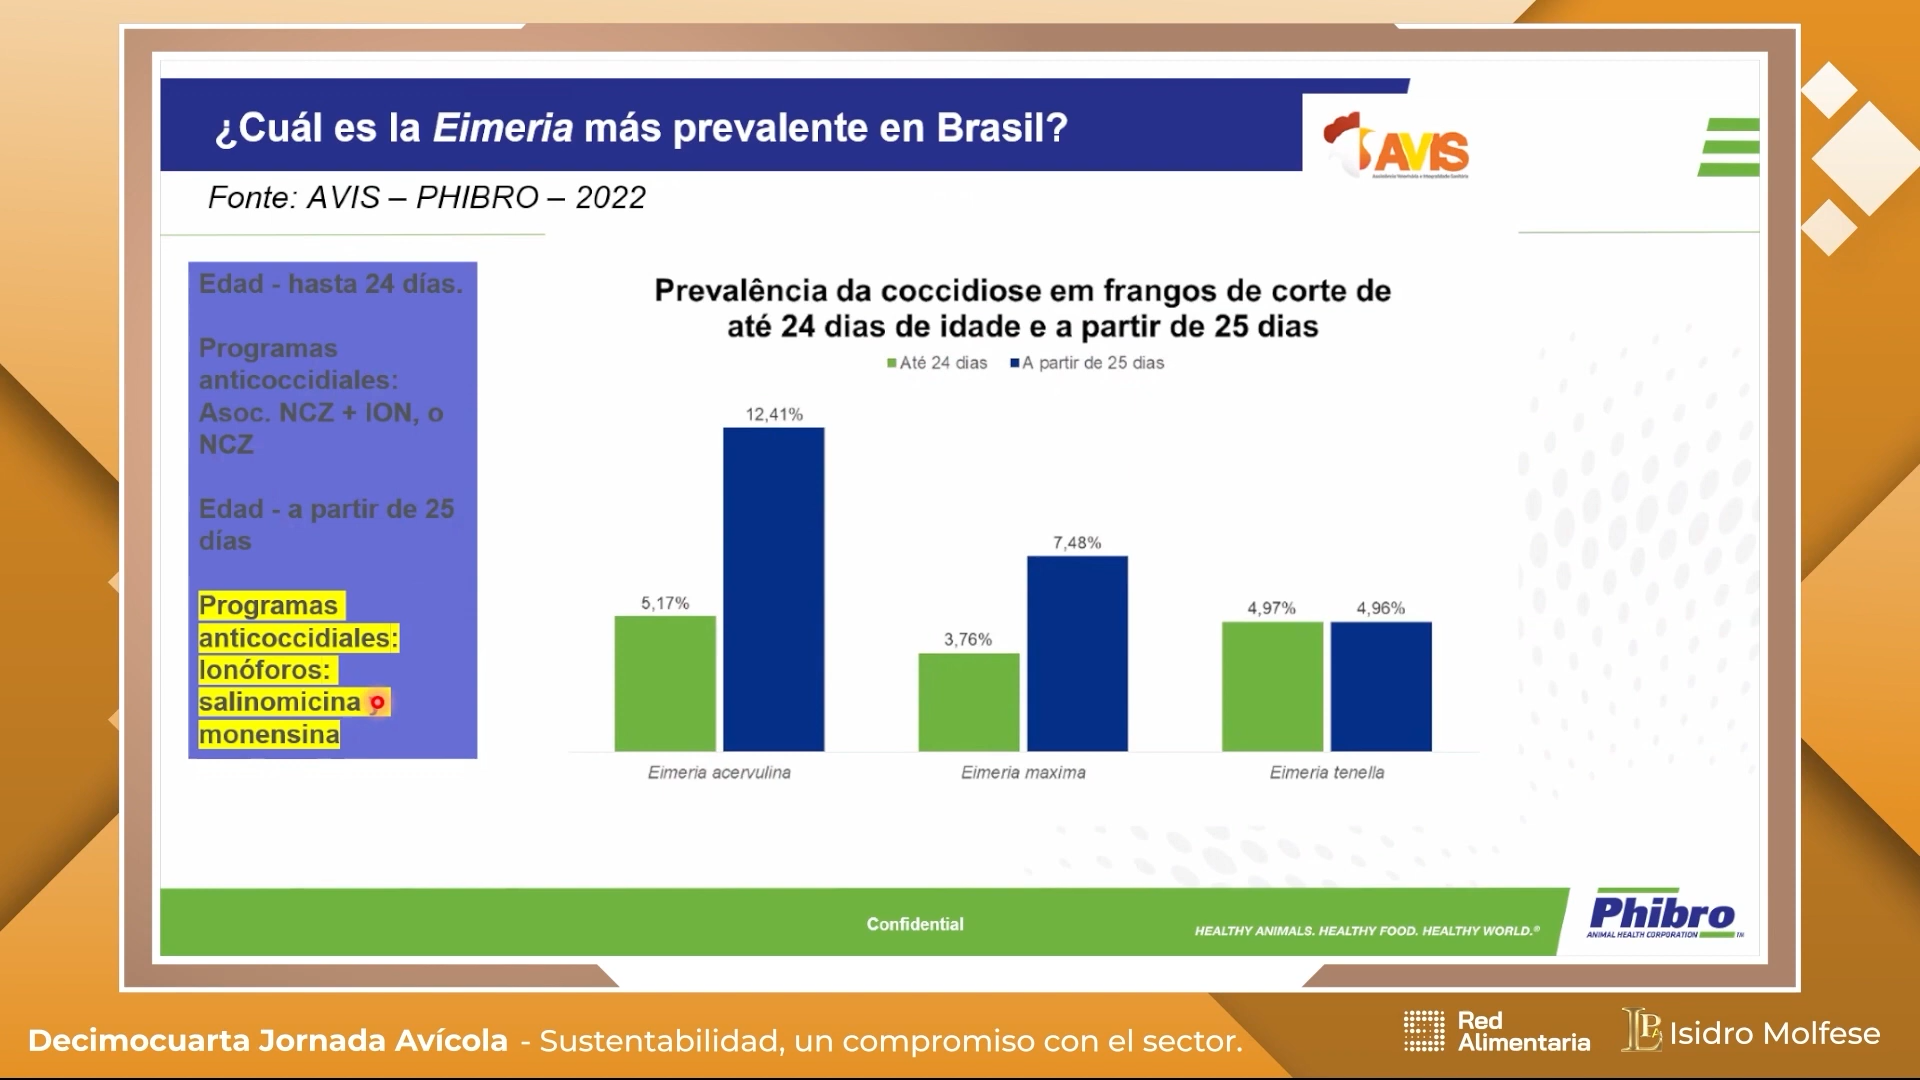 ¿Cuál es la Eimeria más prevalente en Brasil?
AVIS
Fonte: AVIS – PHIBRO – 2022
Edad - hasta 24 días.
Programas
anticoccidiales:
Asoc. NCZ + ION, o
NCZ
Edad - a partir de 25
días
Programas
anticoccidiales:
Ionóforos:
salinomicina o
monensina
Prevalência da coccidiose em frangos de corte de
até 24 dias de idade e a partir de 25 dias
Até 24 dias A partir de 25 dias
12,41%
7,48%
5,17%
3,76%
4,97%
4,96%
Eimeria acervulina
Eimeria maxima
Eimeria tenella
Confidential
HEALTHY ANIMALS. HEALTHY FOOD. HEALTHY WORLD.®
Phibro
ANIMAL HEALTH CORPORATION TM
Decimocuarta Jornada Avícola - Sustentabilidad, un compromiso con el sector.
Red
Alimentaria
Isidro Molfese